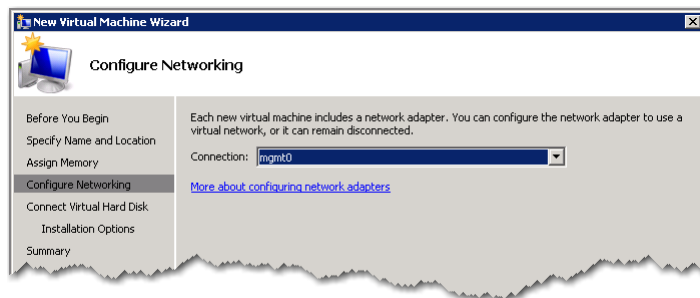 New Virtual Machine Wizard
Configure Networking
Before You Begin
Specify Name and Location
Assign Memory
Configure Networking
Connect Virtual Hard Disk
Installation Options
Summary
Each new virtual machine includes a network adapter. You can configure the network adapter to use a
virtual network, or it can remain disconnected.
Connection: mgmt0
More about configuring network adapters